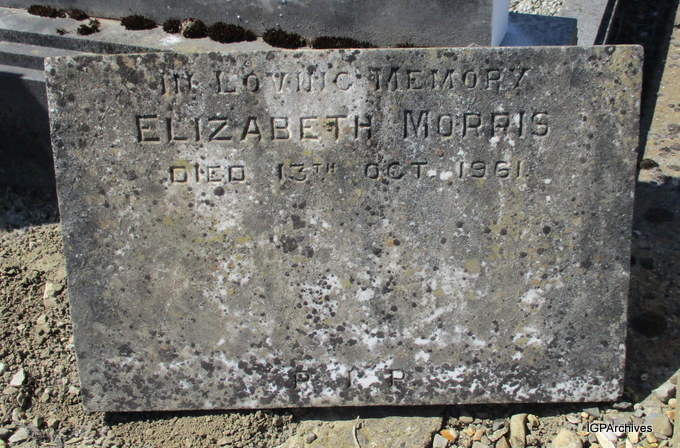 IN LOVING MEMORY
ELIZABETH MORRIS
DIED 13TH OCT. 1961.
R. I. P.
IGPArchives